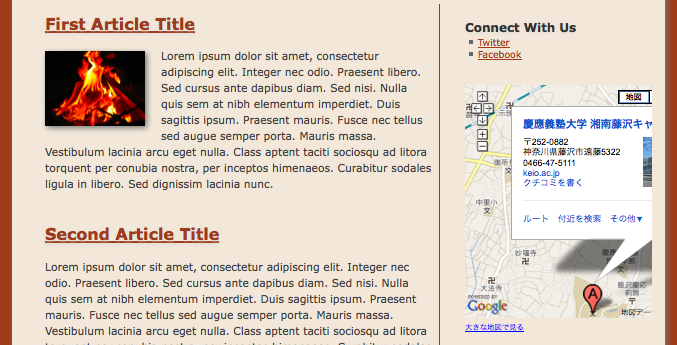 First Article Title
Lorem ipsum dolor sit amet, consectetur
adipiscing elit. Integer nec odio. Praesent libero.
Sed cursus ante dapibus diam. Sed nisi. Nulla
quis sem at nibh elementum imperdiet. Duis
sagittis ipsum. Praesent mauris. Fusce nec tellus
sed augue semper porta. Mauris massa.
Vestibulum lacinia arcu eget nulla. Class aptent taciti sociosqu ad litora
torquent per conubia nostra, per inceptos himenaeos. Curabitur sodales
ligula in libero. Sed dignissim lacinia nunc.
Second Article Title
Lorem ipsum dolor sit amet, consectetur adipiscing elit. Integer nec
odio. Praesent libero. Sed cursus ante dapibus diam. Sed nisi. Nulla
quis sem at nibh elementum imperdiet. Duis sagittis ipsum. Praesent
mauris. Fusce nec tellus sed augue semper porta. Mauris massa.
Vestibulum lacinia arcu eget nulla. Class aptent taciti sociosqu ad litora
Connect With Us
Twitter
Facebook
地図
慶應義塾大学 湘南藤沢キャ
〒252-0882
神奈川県藤沢市遠藤5322
0466-47-5111
keio.ac.jp
クチコミを書く
ルート 付近を検索 その他▼
中里小
文
妙福寺
大法寺
A
POWERED BY
Google
地図デー
大きな地図で見る